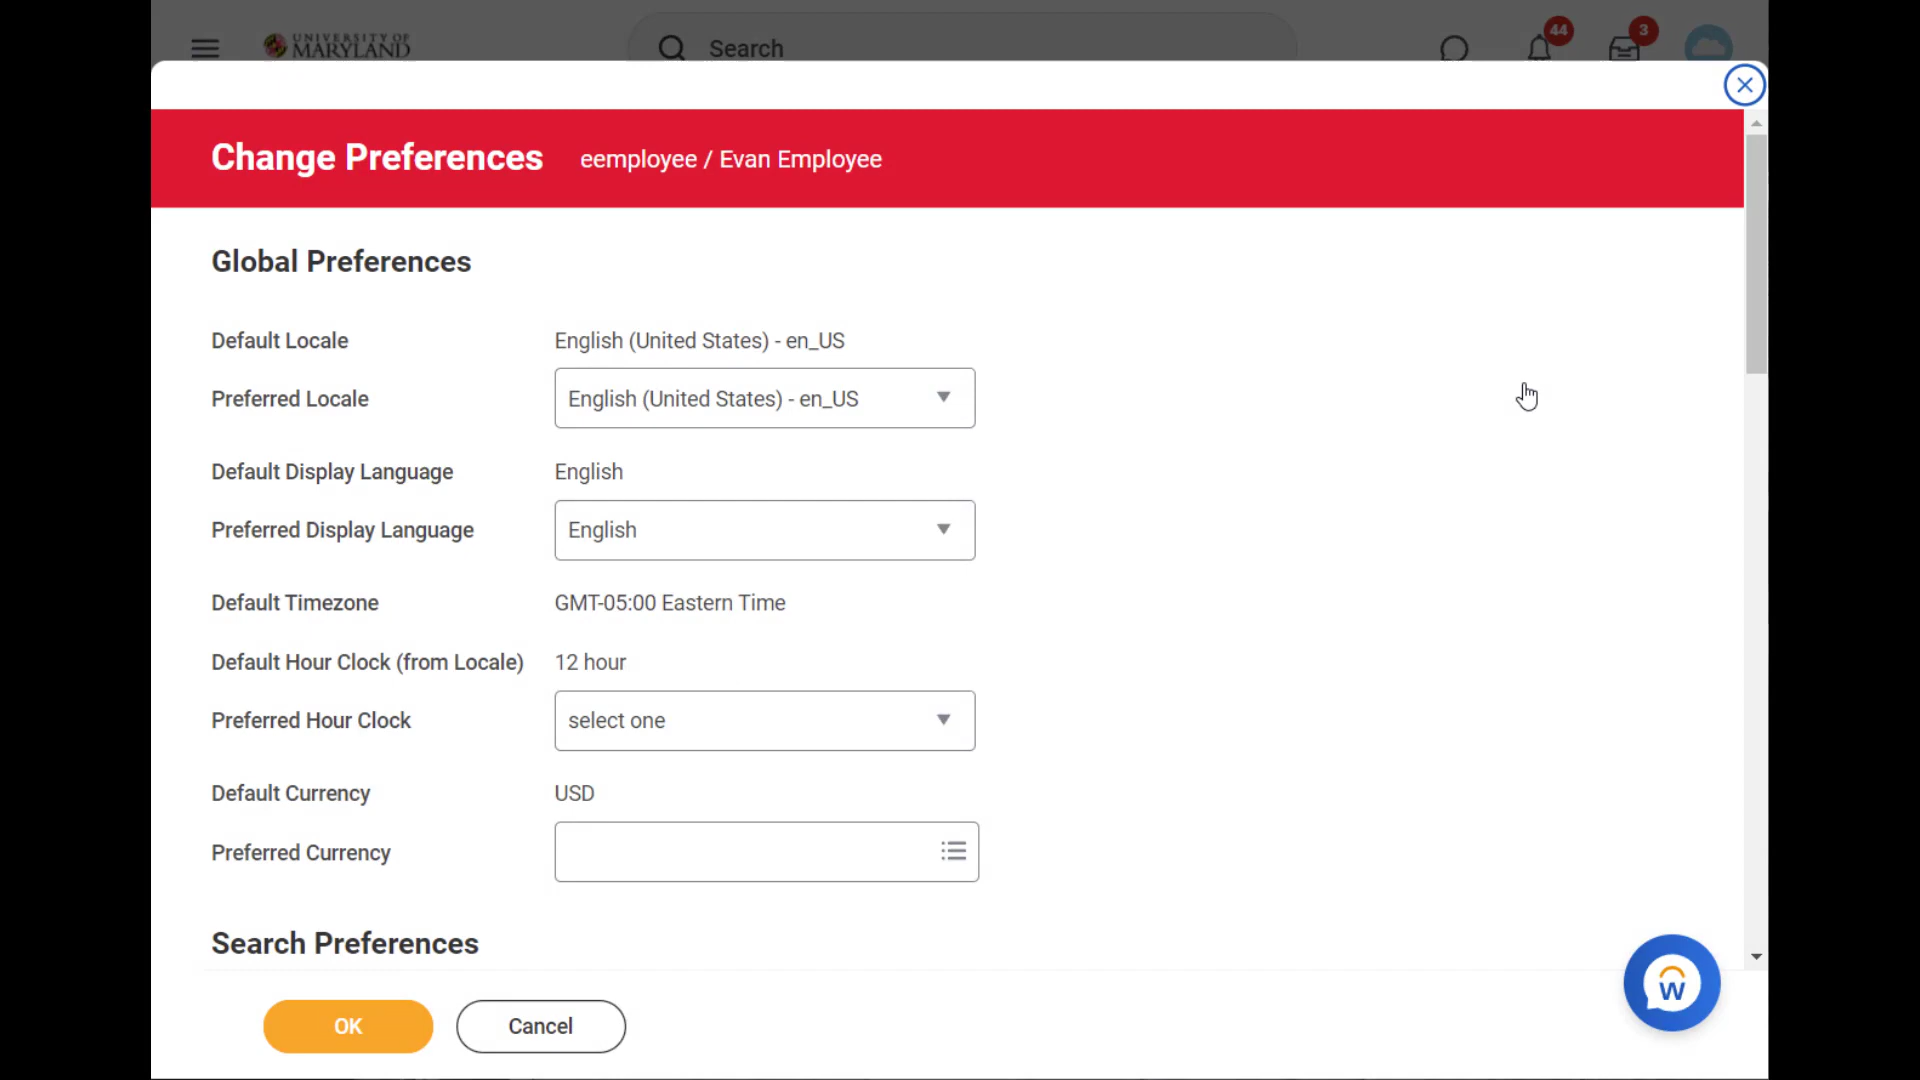 UNIVERSITY OF
MARYLAND
Search
44
3
Change Preferences eemployee / Evan Employee
Global Preferences
Default Locale English (United States) - en_US
Preferred Locale English (United States) - en_US
Default Display Language English
Preferred Display Language English
Default Timezone GMT-05:00 Eastern Time
Default Hour Clock (from Locale) 12 hour
Preferred Hour Clock select one
Default Currency USD
Preferred Currency
Search Preferences
W
OK Cancel